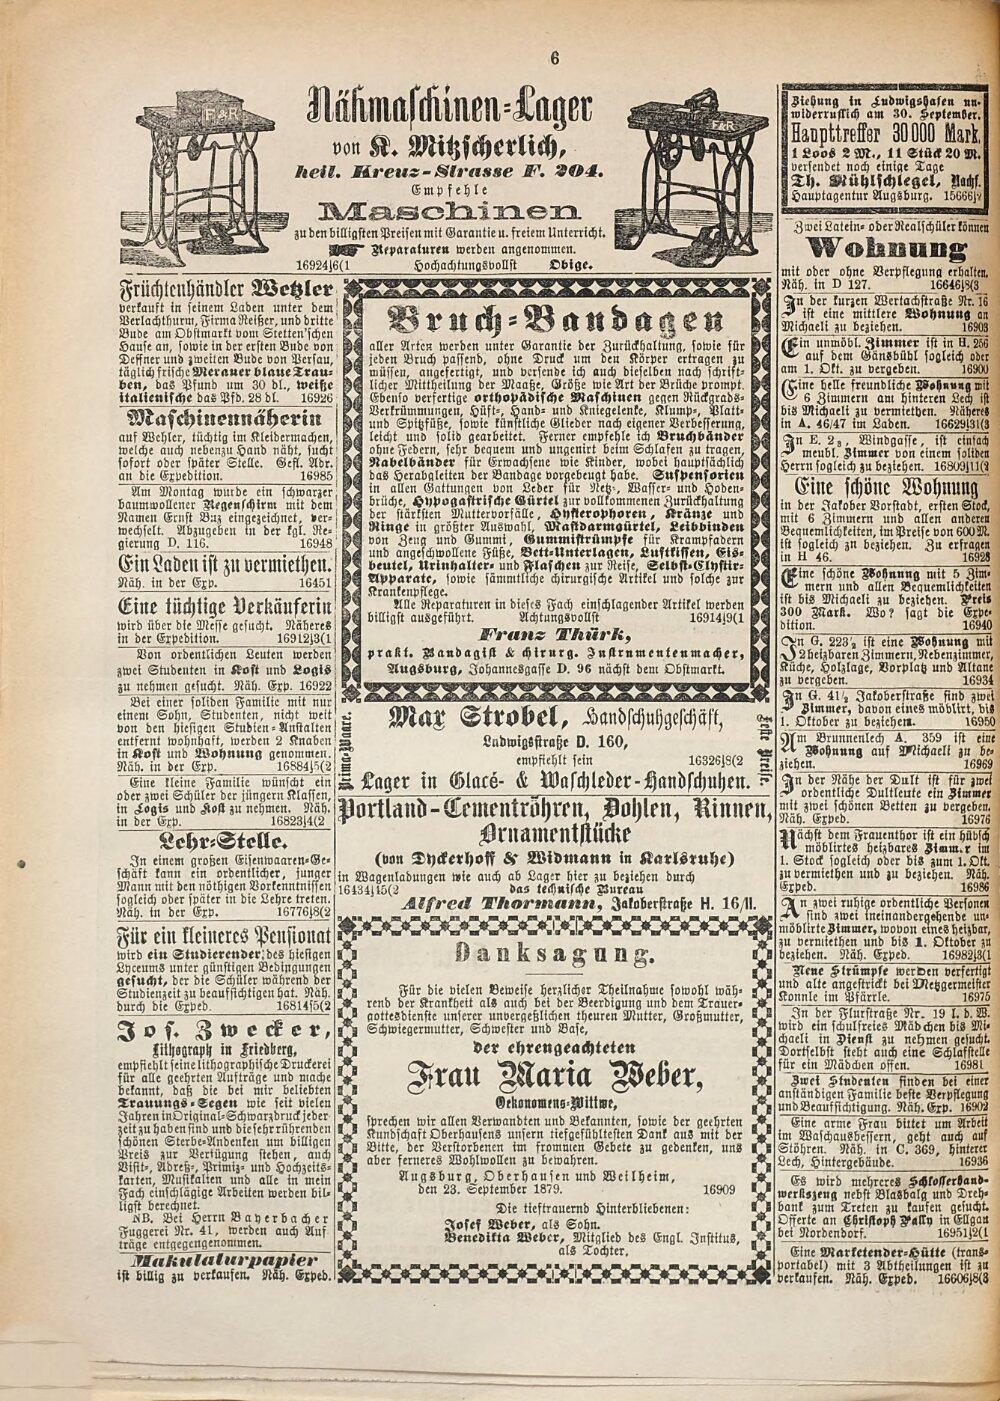 6
F&R
Nähmaschinen-Lager
von K. Mitzscherlich,
heil. Kreuz-Strasse F. 204.
Empfehle
Maschinen
zu den billigsten Preisen mit Garantie u. freiem Unterricht.
Reparaturen werden angenommen.
16924]6(1 Hochachtungsvollst Obige.
F&R
Früchtenhändler Wetzler
verkauft in seinem Laden unter dem
Perlachthurm, Firma Reißer, und dritte
Bude am Obstmarkt von Stetten'schen
Hause an, sowie in der ersten Bude von
Deffner und zweiten Bude von Versau,
täglich frische Meraner blaue Trau-
ben, das Pfund um 30 dl., weiße
italienische das Pfd. 28 dl. 16926
Maschinennäherin
auf Wehler, tüchtig im Kleidermachen,
welche auch nebenzu Hand näht, sucht
sofort oder später Stelle. Gefl. Adr.
an die Expedition. 16985
Am Montag wurde ein schwarzer
baumwollener Regenschirm mit dem
Namen Ernst Buz eingezeichnet, ver-
wechselt. Abzugeben in der kgl. Re-
gierung D. 116. 16948
Ein Laden ist zu vermiethen.
Näh. in der Exp. 16451
Eine tüchtige Verkäuferin
wird über die Messe gesucht. Näheres
in der Expedition. 16912]3(1
Von ordentlichen Leuten werden
zwei Studenten in Kost und Logis
zu nehmen gesucht. Näh. Exp. 16922
Bei einer soliden Familie mit nur
einem Sohn, Studenten, nicht weit
von den hiesigen Studien-Anstalten
entfernt wohnhaft, werden 2 Knaben
in Kost und Wohnung genommen.
Näh. in der Exp. 16884]5(2
Eine kleine Familie wünscht ein
oder zwei Schüler der jüngern Klassen,
in Logis und Kost zu nehmen. Näh.
in der Exp. 16823]4(2
Lehr-Stelle.
In einem großen Eisenwaaren-Ge-
schäft kann ein ordentlicher, junger
Mann mit den nöthigen Vorkenntnissen
sogleich oder später in die Lehre treten.
Näh. in der Exp. 16776]8(2
Für ein kleineres Pensionat
wird ein Studierender des hiesigen
Lyceums unter günstigen Bedingungen
gesucht, der die Schüler während der
Studienzeit zu beaufsichtigen hat. Näh.
durch die Exped. 16814]5(2
Jos. Zwecker,
Lithograph in Friedberg,
empfiehlt seine lithographische Druckerei
für alle geehrten Aufträge und mache
bekannt, daß die bei mir beliebten
Trauungs-Segen wie seit vielen
Jahren in Original-Schwarzdruck jeder
zeit zu haben sind und die sehr rührenden
schönen Sterbe-Andenken um billigen
Preis zur Verfügung stehen, auch
Visit-, Adreß-, Primiz- und Hochzeits-
karten, Musikalien und alle in mein
Fach einschlägige Arbeiten werden bil-
ligst berechnet.
NB. Bei Herrn Bayerbacher
Fuggerei Nr. 41, werden auch Auf-
träge entgegengenommen.
Makulaturpapier
ist billig zu verkaufen. Näh. Exped.
Bruch-Bandagen
aller Arten werden unter Garantie der Zurückhaltung, sowie für
jeden Bruch passend, ohne Druck um den Körper ertragen zu
müssen, angefertigt, und versende ich auch dieselben nach schrift-
licher Mittheilung der Maaße, Größe wie Art der Brüche prompt.
Ebenso verfertige orthopädische Maschinen gegen Rückgrads-
Verkrümmungen, Hüft-, Hand- und Kniegelenke, Klump-, Platt-
und Spitzfüße, sowie künstliche Glieder nach eigener Verbesserung,
leicht und solid gearbeitet. Ferner empfehle ich Bruchbänder
ohne Federn, sehr bequem und ungenirt beim Schlafen zu tragen,
Nabelbänder für Erwachsene wie Kinder, wobei hauptsächlich
das Herabgleiten der Bandage vorgebeugt habe. Suspensorien
in allen Gattungen von Leder für Netz-, Wasser- und Hoden-
brüche, Hypogastrische Gürtel zur vollkommenen Zurückhaltung
der stärksten Muttervorfälle, Hysterophoren, Kränze und
Ringe in größter Auswahl, Mastdarmgürtel, Leibbinden
von Zeug und Gummi, Gummistrümpfe für Krampfadern
und angeschwollene Füße, Bett-Unterlagen, Luftkissen, Eis-
beutel, Urinhalter- und Flaschen zur Reise, Selbst-Clystir-
Apparate, sowie sämmtliche chirurgische Artikel und solche zur
Krankenpflege.
Alle Reparaturen in dieses Fach einschlagender Artikel werden
billigst ausgeführt. Achtungsvollst 16914]9(1
Franz Thürk,
prakt. Bandagist & chirurg. Instrumentenmacher,
Augsburg, Johannesgasse D. 96 nächst dem Obstmarkt.
Prima-Waare.
Max Strobel, Handschuhgeschäft,
Ludwigsstraße D. 160,
empfiehlt sein 16326]8(2
Lager in Glacé- & Waschleder-Handschuhen.
Feste Preise.
Portland-Cementröhren, Dohlen, Rinnen,
Ornamentstücke
(von Dyckerhoff & Widmann in Karlsruhe)
in Wagenladungen wie auch ab Lager hier zu beziehen durch
16434]15(2 das technische Bureau
Alfred Thormann, Jakoberstraße H. 16/II.
Danksagung.
Für die vielen Beweise herzlicher Theilnahme sowohl wäh-
rend der Krankheit als auch bei der Beerdigung und dem Trauer-
gottesdienste unserer unvergeßlichen theuren Mutter, Großmutter,
Schwiegermutter, Schwester und Base,
der ehrengeachteten
Frau Maria Weber,
Oekonomens-Wittwe,
sprechen wir allen Verwandten und Bekannten, sowie der geehrten
Kundschaft Oberhausens unsern tiefgefühltesten Dank aus mit der
Bitte, der Verstorbenen im frommen Gebete zu gedenken, uns
aber ferneres Wohlwollen zu bewahren.
Augsburg, Oberhausen und Weilheim,
den 23. September 1879. 16909
Die tieftrauernd Hinterbliebenen:
Josef Weber, als Sohn.
Benedikta Weber, Mitglied des Engl. Institus,
als Tochter.
Ziehung in Ludwigshafen un-
widerruflich am 30. September.
Haupttreffer 30000 Mark.
1 Loos 2 M., 11 Stück 20 M.
versendet noch einige Tage
Th. Mühlschlegel, Nachf.
Hauptagentur Augsburg. 15666]2
Zwei Latein- oder Realschüler können
Wohnung
mit oder ohne Verpflegung erhalten.
Näh. in D 127. 16646]8(3
In der kurzen Wertachstraße Nr. 16
ist eine mittlere Wohnung an
Michaeli zu beziehen. 16903
Ein unmöbl. Zimmer ist in H. 256
auf dem Gänsbühl sogleich oder
am 1. Okt. zu vergeben. 16900
Eine helle freundliche Wohnung mit
6 Zimmern am hinteren Lech ist
bis Michaeli zu vermiethen. Näheres
in A. 46/47 im Laden. 16629]31(3
In E. 2 2, Windgasse, ist einfach
meubl. Zimmer von einem soliden
Herrn sogleich zu beziehen. 16809]11(2
Eine schöne Wohnung
in der Jakober Vorstadt, ersten Stock,
mit 6 Zimmern und allen anderen
Bequemlichkeiten, im Preise von 600 M.
ist sogleich zu beziehen. Zu erfragen
in H 46. 16928
Eine schöne Wohnung mit 5 Zim-
mern und allen Bequemlichkeiten
ist bis Michaeli zu beziehen. Preis
300 Mark. Wo? sagt die Expe-
dition. 16940
In G. 223½ ist eine Wohnung mit
2 heizbaren Zimmern, Nebenzimmer,
Küche, Holzlage, Vorplatz und Altane
zu vergeben. 16934
In G. 41½ Jakoberstraße sind zwei
Zimmer, davon eines möblirt, bis
1. Oktober zu beziehen. 16950
Am Brunnenlech A. 359 ist eine
Wohnung auf Michaeli zu be-
ziehen. 16969
In der Nähe der Dult ist für zwei
ordentliche Dultleute ein Zimmer
mit zwei schönen Betten zu vergeben.
Näh. Exped. 16976
Nächst dem Frauenthor ist ein hübsch
möblirtes heizbares Zimmer im
1. Stock sogleich oder bis zum 1. Okt.
zu vermiethen und zu beziehen. Näh.
Exped. 16986
An zwei ruhige ordentliche Personen
sind zwei ineinandergehende un-
möblirte Zimmer, wovon eines heizbar,
zu vermiethen und bis 1. Oktober zu
beziehen. Näh. Exped. 16982]3(1
Neue Strümpfe werden verfertigt
und alte angestrickt bei Metzgermeister
Konnle im Pfärrle. 16975
In der Flurstraße Nr. 19 l. d. W.
wird ein schulfreies Mädchen bis Mi-
chaeli in Dienst zu nehmen gesucht.
Dortselbst steht auch eine Schlafstelle
für ein Mädchen offen. 16981
Zwei Studenten finden bei einer
anständigen Familie beste Verpflegung
und Beaufsichtigung. Näh. Exp. 16902
Eine arme Frau bittet um Arbeit
im Waschausbessern, geht auch auf
Stöhren. Näh. in C. 369, hinterer
Lech, Hintergebäude. 16936
Es wird mehreres Schlosserhand-
werkszeug nebst Blasbalg und Dreh-
bank zum Treten zu kaufen gesucht.
Offerte an Christoph Pally in Ellgau
bei Nordendorf. 16951]2(1
Eine Marketender-Hütte (trans-
portabel) mit 3 Abtheilungen ist zu
verkaufen. Näh. Exped. 16606]8(3